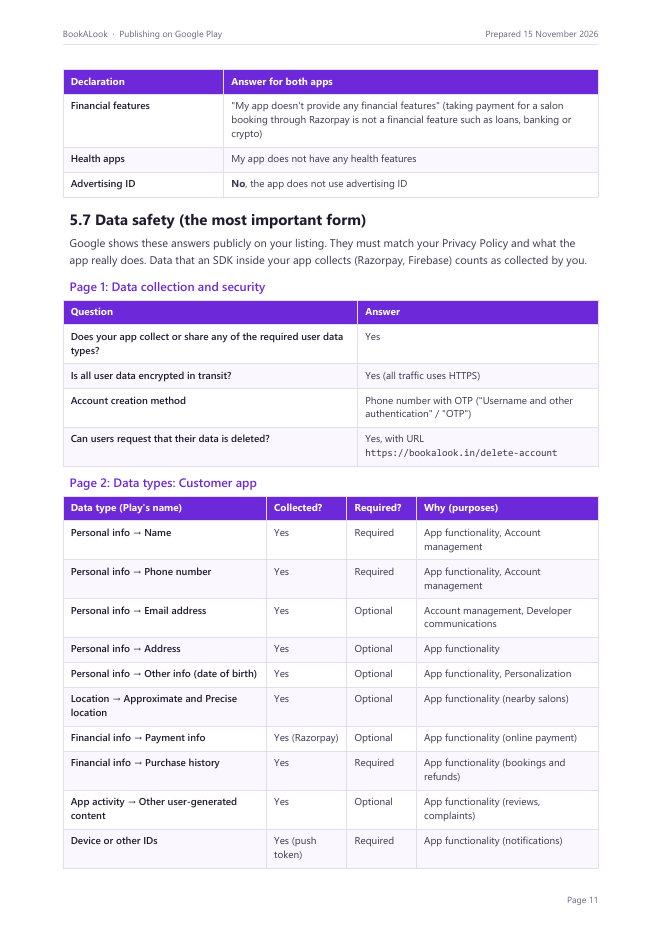 BookALook · Publishing on Google Play
Prepared 15 November 2026
Declaration
Answer for both apps
Financial features
"My app doesn't provide any financial features" (taking payment for a salon
booking through Razorpay is not a financial feature such as loans, banking or
crypto)
Health apps
My app does not have any health features
Advertising ID
No, the app does not use advertising ID
5.7 Data safety (the most important form)
Google shows these answers publicly on your listing. They must match your Privacy Policy and what the
app really does. Data that an SDK inside your app collects (Razorpay, Firebase) counts as collected by you.
Page 1: Data collection and security
Question
Answer
Does your app collect or share any of the required user data
types?
Yes
Is all user data encrypted in transit?
Yes (all traffic uses HTTPS)
Account creation method
Phone number with OTP ("Username and other
authentication" / "OTP")
Can users request that their data is deleted?
Yes, with URL
https://bookalook.in/delete-account
Page 2: Data types: Customer app
Data type (Play's name)
Collected?
Required?
Why (purposes)
Personal info → Name
Yes
Required
App functionality, Account
management
Personal info → Phone number
Yes
Required
App functionality, Account
management
Personal info → Email address
Yes
Optional
Account management, Developer
communications
Personal info → Address
Yes
Optional
App functionality
Personal info → Other info (date of birth)
Yes
Optional
App functionality, Personalization
Location → Approximate and Precise
location
Yes
Optional
App functionality (nearby salons)
Financial info → Payment info
Yes (Razorpay)
Optional
App functionality (online payment)
Financial info → Purchase history
Yes
Required
App functionality (bookings and
refunds)
App activity → Other user-generated
content
Yes
Optional
App functionality (reviews,
complaints)
Device or other IDs
Yes (push
token)
Required
App functionality (notifications)
Page 11